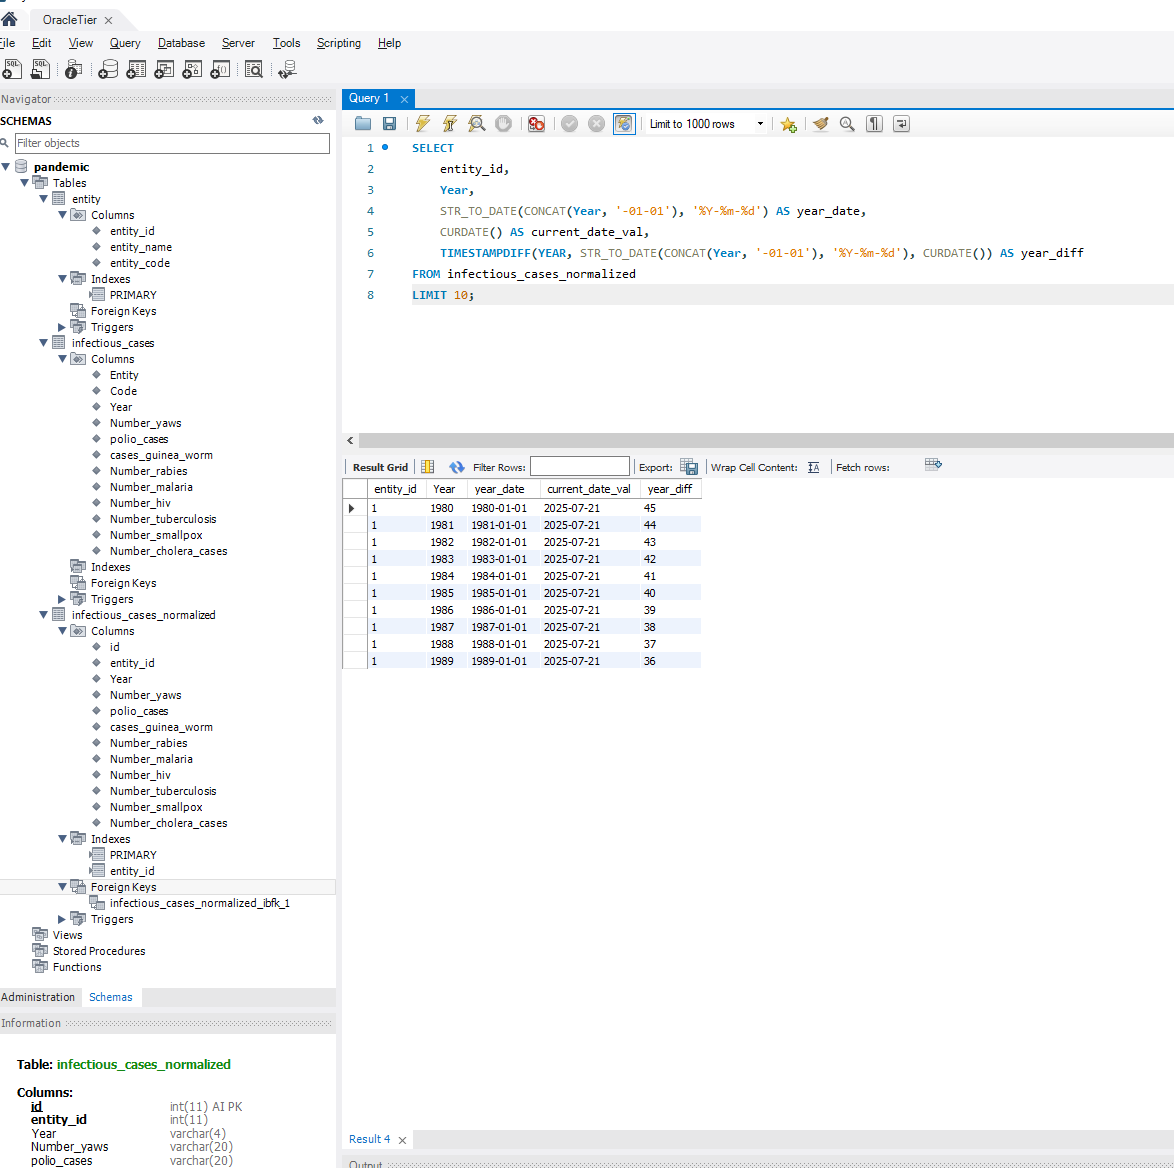 OracleTier
File Edit View Query Database Server Tools Scripting Help
Navigator
SCHEMAS
Filter objects
pandemic
Tables
entity
Columns
entity_id
entity_name
entity_code
Indexes
PRIMARY
Foreign Keys
Triggers
infectious_cases
Columns
Entity
Code
Year
Number_yaws
polio_cases
cases_guinea_worm
Number_rabies
Number_malaria
Number_hiv
Number_tuberculosis
Number_smallpox
Number_cholera_cases
Indexes
Foreign Keys
Triggers
infectious_cases_normalized
Columns
id
entity_id
Year
Number_yaws
polio_cases
cases_guinea_worm
Number_rabies
Number_malaria
Number_hiv
Number_tuberculosis
Number_smallpox
Number_cholera_cases
Indexes
PRIMARY
entity_id
Foreign Keys
infectious_cases_normalized_ibfk_1
Triggers
Views
Stored Procedures
Functions
Administration Schemas
Information
Table: infectious_cases_normalized
Columns:
id int(11) AI PK
entity_id int(11)
Year varchar(4)
Number_yaws varchar(20)
polio_cases varchar(20)
Query 1
Limit to 1000 rows
1 SELECT
2 entity_id,
3 Year,
4 STR_TO_DATE(CONCAT(Year, '-01-01'), '%Y-%m-%d') AS year_date,
5 CURDATE() AS current_date_val,
6 TIMESTAMPDIFF(YEAR, STR_TO_DATE(CONCAT(Year, '-01-01'), '%Y-%m-%d'), CURDATE()) AS year_diff
7 FROM infectious_cases_normalized
8 LIMIT 10;
Result Grid Filter Rows: Export: Wrap Cell Content: Fetch rows:
entity_id Year year_date current_date_val year_diff
1 1980 1980-01-01 2025-07-21 45
1 1981 1981-01-01 2025-07-21 44
1 1982 1982-01-01 2025-07-21 43
1 1983 1983-01-01 2025-07-21 42
1 1984 1984-01-01 2025-07-21 41
1 1985 1985-01-01 2025-07-21 40
1 1986 1986-01-01 2025-07-21 39
1 1987 1987-01-01 2025-07-21 38
1 1988 1988-01-01 2025-07-21 37
1 1989 1989-01-01 2025-07-21 36
Result 4
Output